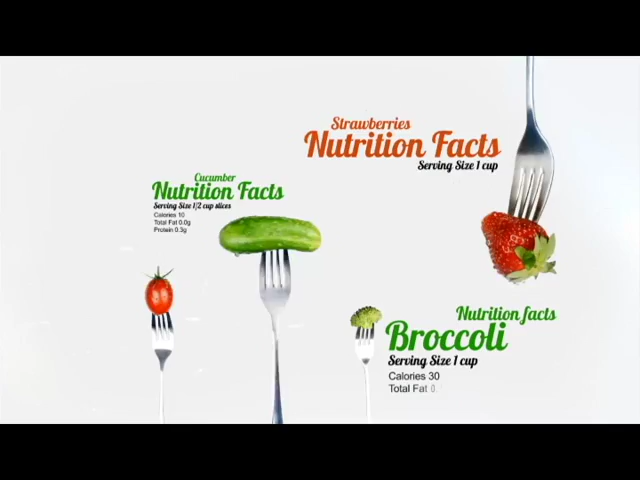 Strawberries
Nutrition Facts
Serving Size 1 cup
Cucumber
Nutrition Facts
Serving Size 1/2 cup slices
Calories 10
Total Fat 0.0g
Protein 0.3g
Nutrition facts
Broccoli
Serving Size 1 cup
Calories 30
Total Fat 0